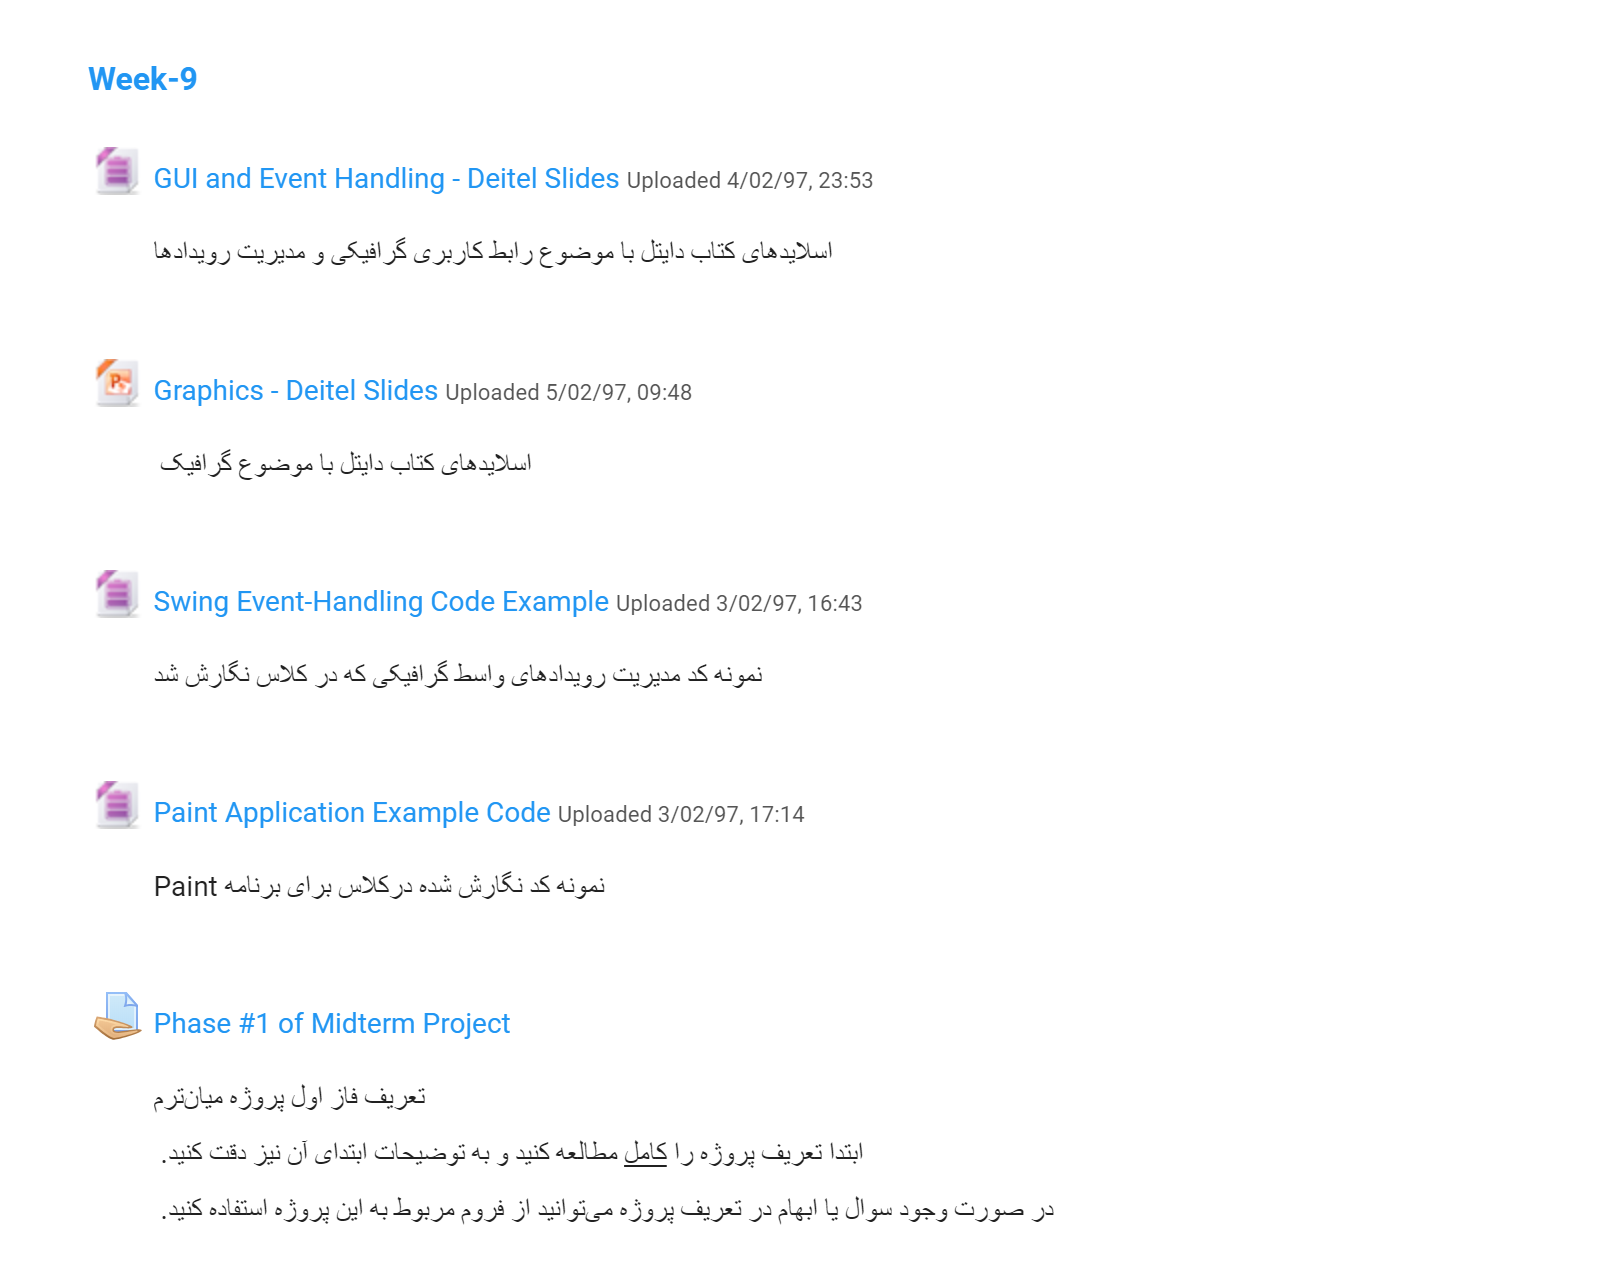 Week-9
GUI and Event Handling - Deitel Slides Uploaded 4/02/97, 23:53
اسلایدهای کتاب دایتل با موضوع رابط کاربری گرافیکی و مدیریت رویدادها
Graphics - Deitel Slides Uploaded 5/02/97, 09:48
اسلایدهای کتاب دایتل با موضوع گرافیک
Swing Event-Handling Code Example Uploaded 3/02/97, 16:43
نمونه کد مدیریت رویدادهای واسط گرافیکی که در کلاس نگارش شد
Paint Application Example Code Uploaded 3/02/97, 17:14
نمونه کد نگارش شده درکلاس برای برنامه Paint
Phase #1 of Midterm Project
تعریف فاز اول پروژه میان‌ترم
ابتدا تعریف پروژه را کامل مطالعه کنید و به توضیحات ابتدای آن نیز دقت کنید.
در صورت وجود سوال یا ابهام در تعریف پروژه می‌توانید از فروم مربوط به این پروژه استفاده کنید.